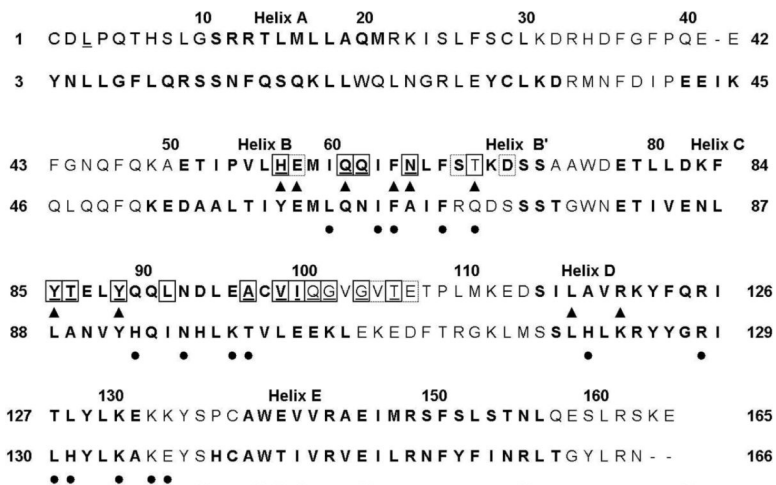 10 Helix A 20 30 40
1 CDLPQTHSLGSRRTLMLLAQMRKISLFSCLKDRHDFGFPQE-E 42
3 YNLLGFLQRSSNFQSQKLLWQLNGRLEYCLKDRMNFDIPEEIK 45
50 Helix B 60 Helix B' 80 Helix C
43 FGNQFQKAETIPVLHEMIQQIFNLFSTKDSSAAWDETLLDKF 84
46 QLQQFQKEDAALTIYEMLQNIFAIFRQDSSSTGWNETIVENL 87
90 100 110 Helix D
85 YTELYQQLNDLEACVIQGVGVTETPLMKEDSILAVRKYFQRI 126
88 LANVYHQINHLKTVLEEKLEKEDFTRGKLMSSLHLKRYYGRI 129
130 Helix E 150 160
127 TLYLKEKKYSPCAWEVVRAEIMRSFSLSTNLQESLRSKE 165
130 LHYLKAKEYSHCAWTIVRVEILRNFYFINRLTGYLRN-- 166